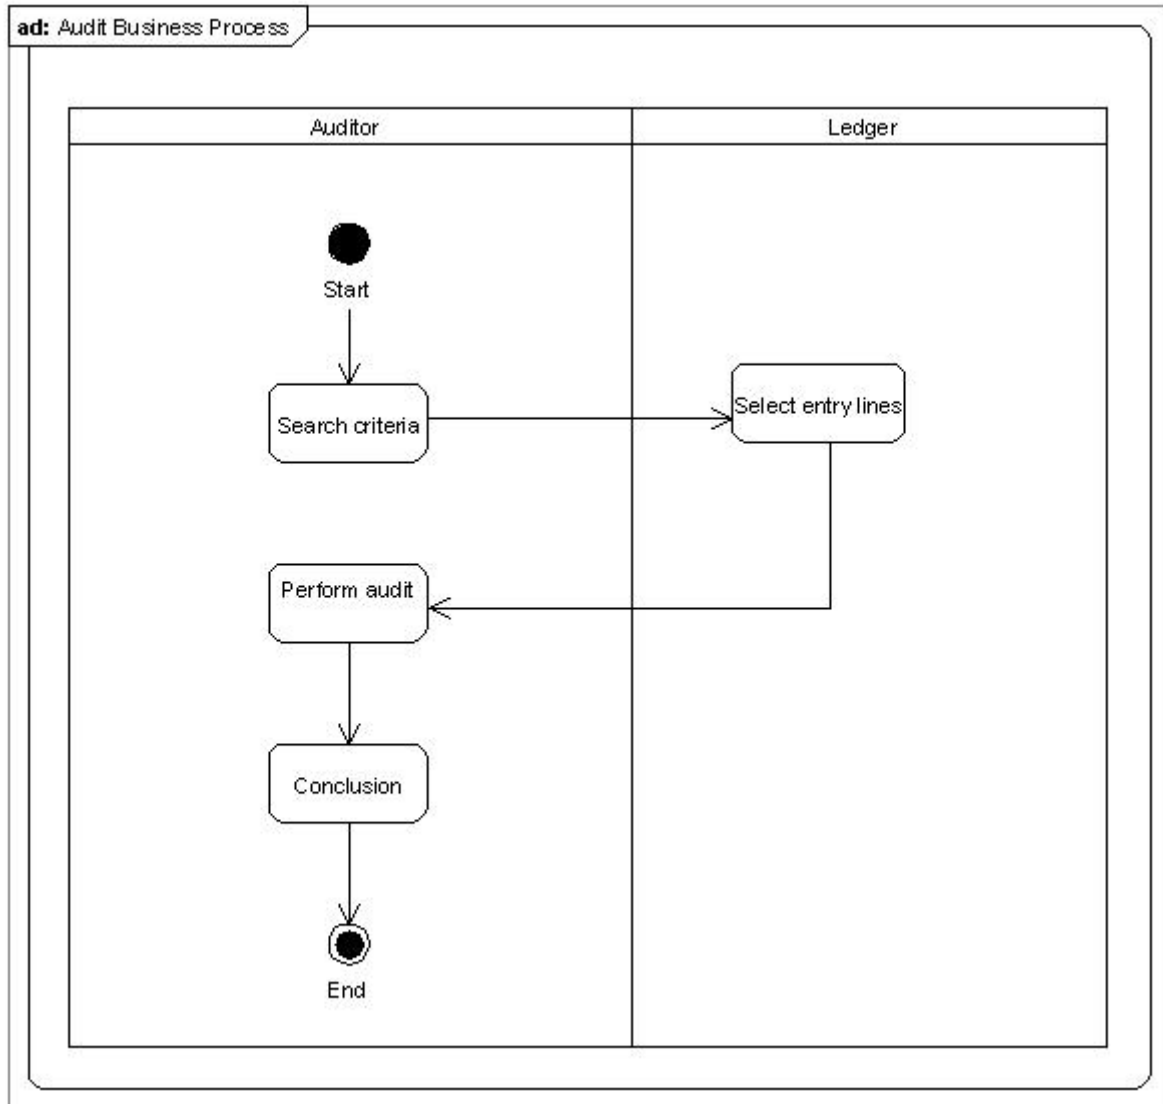 ad: Audit Business Process
Auditor
Ledger
Start
Search criteria
Select entry lines
Perform audit
Conclusion
End